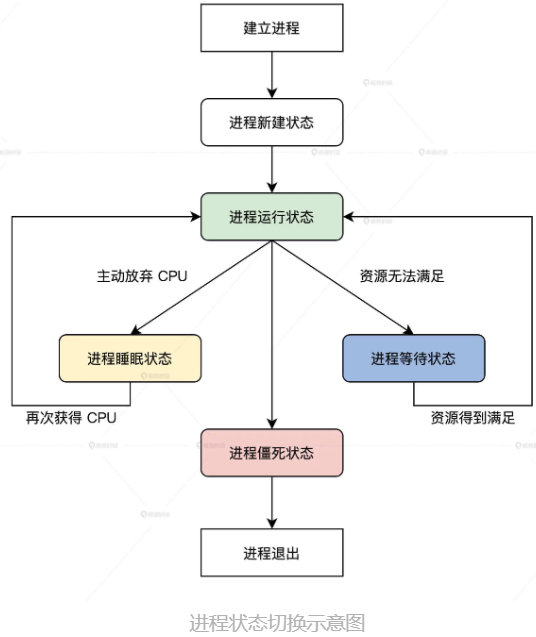 建立进程
进程新建状态
进程运行状态
主动放弃 CPU
资源无法满足
进程睡眠状态
进程等待状态
再次获得 CPU
资源得到满足
进程僵死状态
进程退出
进程状态切换示意图